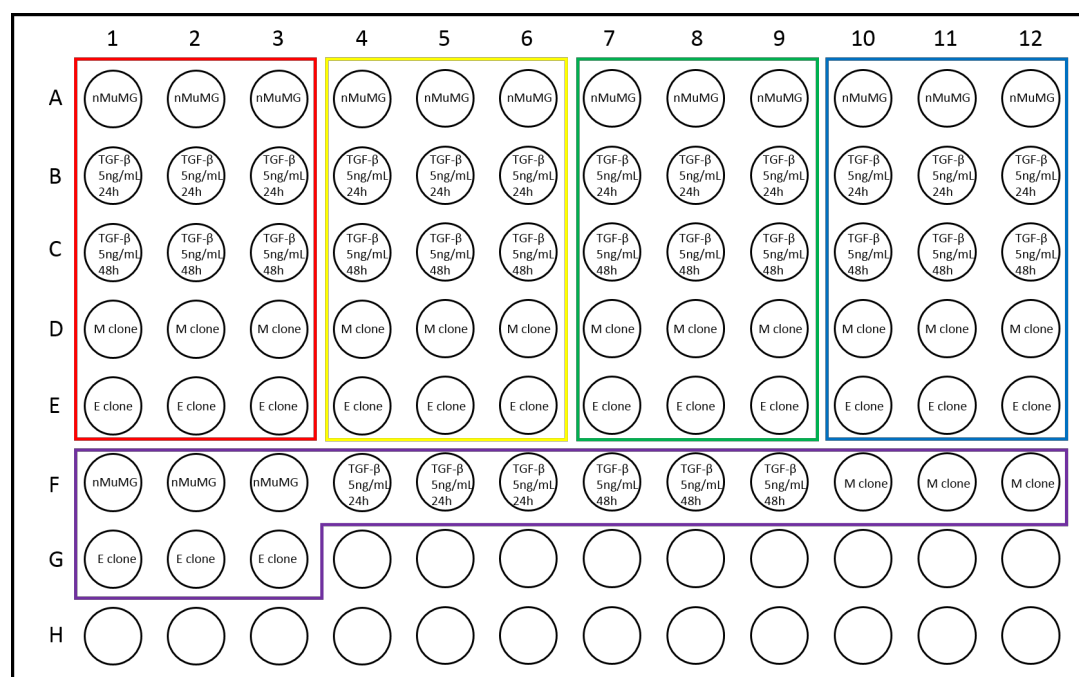 1 2 3 4 5 6 7 8 9 10 11 12
A nMuMG nMuMG nMuMG nMuMG nMuMG nMuMG nMuMG nMuMG nMuMG nMuMG nMuMG nMuMG
TGF-β TGF-β TGF-β TGF-β TGF-β TGF-β TGF-β TGF-β TGF-β TGF-β TGF-β TGF-β
B 5ng/mL 5ng/mL 5ng/mL 5ng/mL 5ng/mL 5ng/mL 5ng/mL 5ng/mL 5ng/mL 5ng/mL 5ng/mL 5ng/mL
24h 24h 24h 24h 24h 24h 24h 24h 24h 24h 24h 24h
TGF-β TGF-β TGF-β TGF-β TGF-β TGF-β TGF-β TGF-β TGF-β TGF-β TGF-β TGF-β
C 5ng/mL 5ng/mL 5ng/mL 5ng/mL 5ng/mL 5ng/mL 5ng/mL 5ng/mL 5ng/mL 5ng/mL 5ng/mL 5ng/mL
48h 48h 48h 48h 48h 48h 48h 48h 48h 48h 48h 48h
D M clone M clone M clone M clone M clone M clone M clone M clone M clone M clone M clone M clone
E E clone E clone E clone E clone E clone E clone E clone E clone E clone E clone E clone E clone
TGF-β TGF-β TGF-β TGF-β TGF-β TGF-β
F nMuMG nMuMG nMuMG 5ng/mL 5ng/mL 5ng/mL 5ng/mL 5ng/mL 5ng/mL M clone M clone M clone
24h 24h 24h 48h 48h 48h
G E clone E clone E clone
H